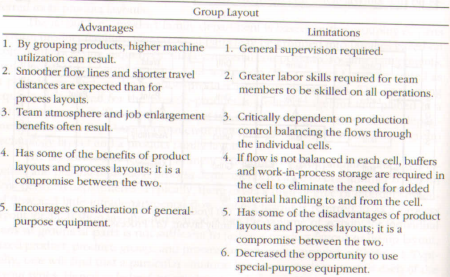 Group Layout
Advantages
Limitations
1. By grouping products, higher machine
utilization can result.
2. Smoother flow lines and shorter travel
distances are expected than for
process layouts.
3. Team atmosphere and job enlargement
benefits often result.
4. Has some of the benefits of product
layouts and process layouts; it is a
compromise between the two.
5. Encourages consideration of general-
purpose equipment.
1. General supervision required.
2. Greater labor skills required for team
members to be skilled on all operations.
3. Critically dependent on production
control balancing the flows through
the individual cells.
4. If flow is not balanced in each cell, buffers
and work-in-process storage are required in
the cell to eliminate the need for added
material handling to and from the cell.
5. Has some of the disadvantages of product
layouts and process layouts; it is a
compromise between the two.
6. Decreased the opportunity to use
special-purpose equipment.